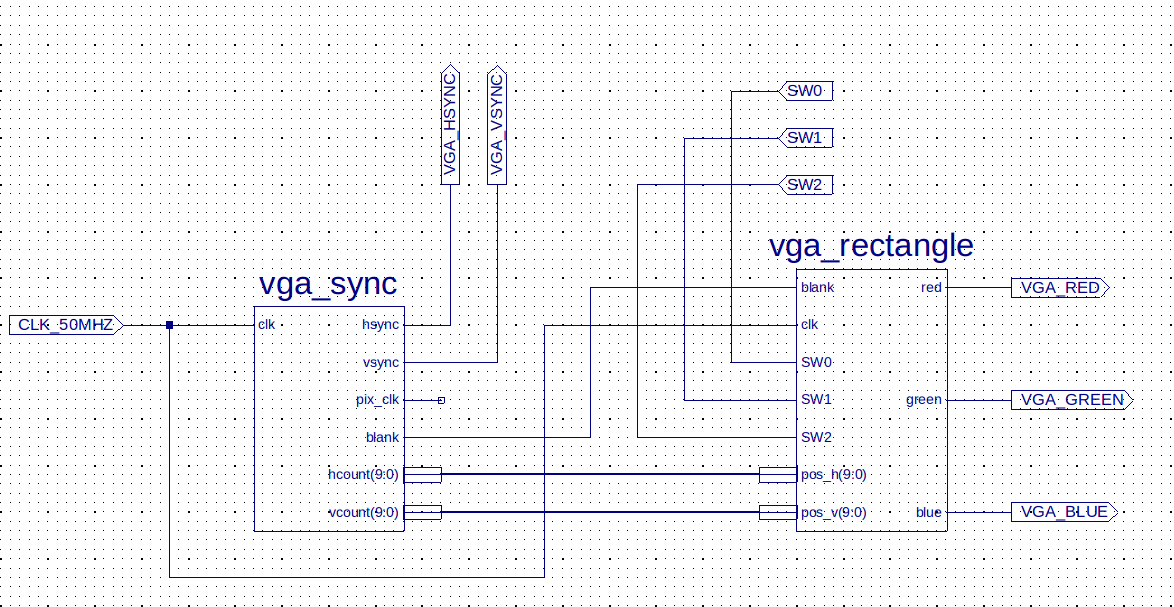 VGA_HSYNC
VGA_VSYNC
SW0
SW1
SW2
vga_sync
CLK_50MHZ
clk
hsync
vsync
pix_clk
blank
hcount(9:0)
vcount(9:0)
vga_rectangle
blank
red
VGA_RED
clk
SW0
SW1
green
VGA_GREEN
SW2
pos_h(9:0)
pos_v(9:0)
blue
VGA_BLUE